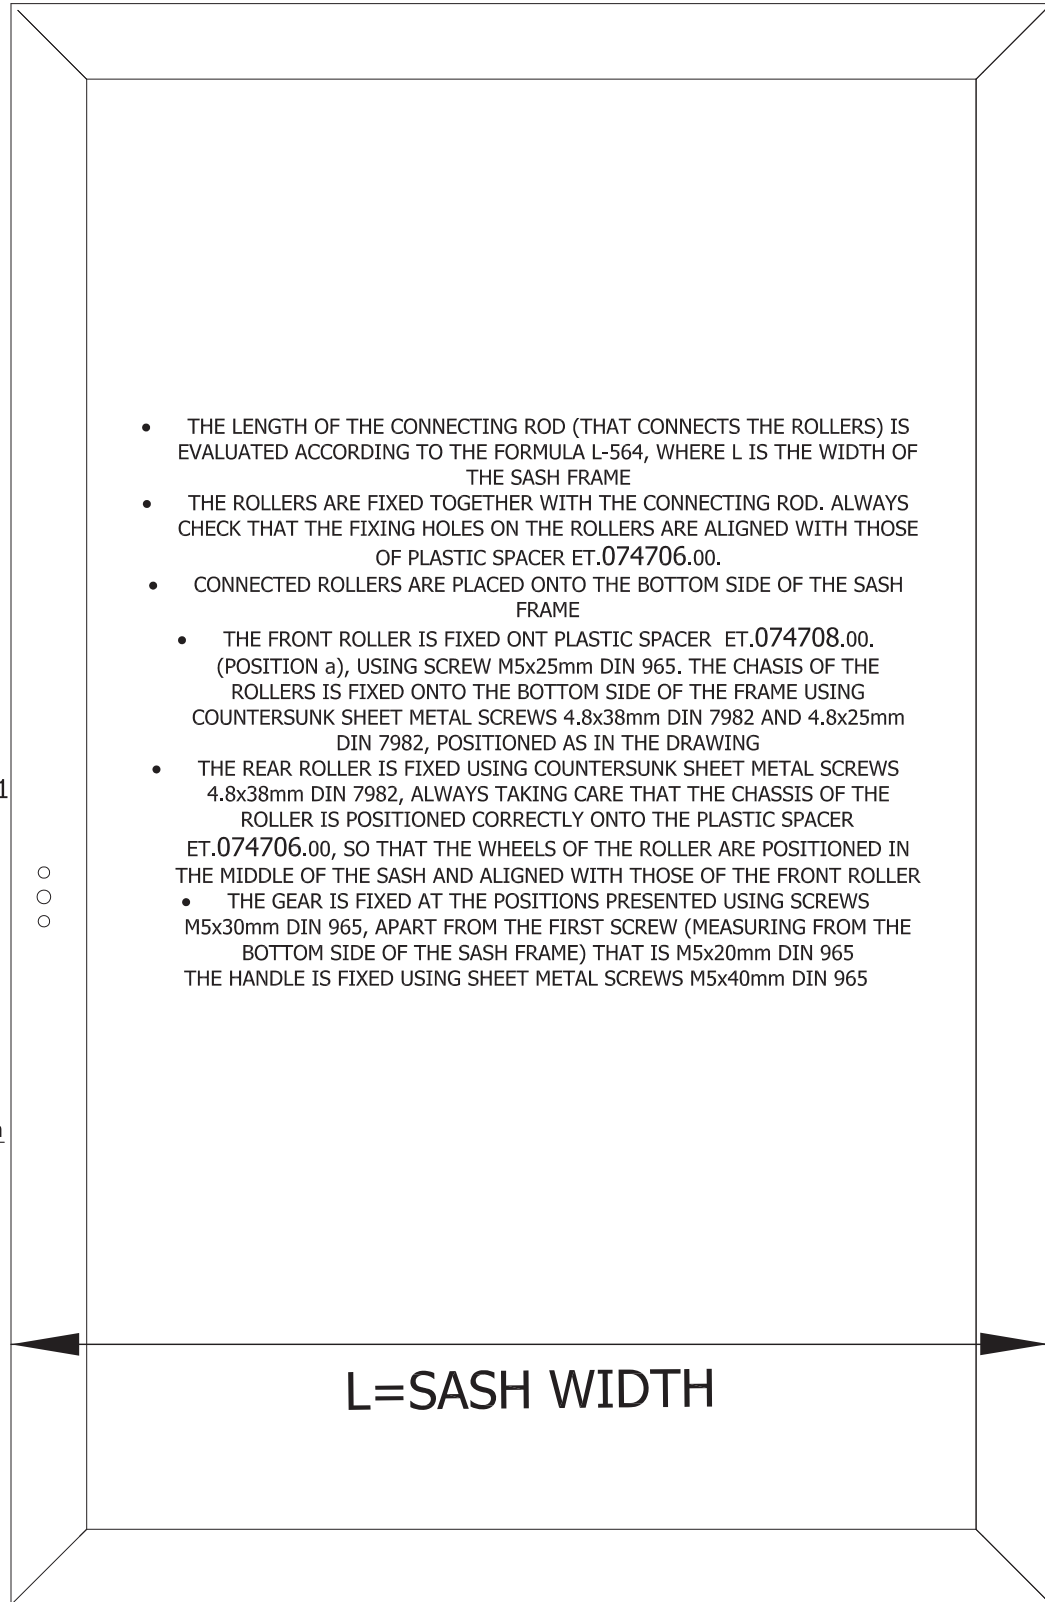 • THE LENGTH OF THE CONNECTING ROD (THAT CONNECTS THE ROLLERS) IS
EVALUATED ACCORDING TO THE FORMULA L-564, WHERE L IS THE WIDTH OF
THE SASH FRAME
• THE ROLLERS ARE FIXED TOGETHER WITH THE CONNECTING ROD. ALWAYS
CHECK THAT THE FIXING HOLES ON THE ROLLERS ARE ALIGNED WITH THOSE
OF PLASTIC SPACER ET.074706.00.
• CONNECTED ROLLERS ARE PLACED ONTO THE BOTTOM SIDE OF THE SASH
FRAME
• THE FRONT ROLLER IS FIXED ONT PLASTIC SPACER ET.074708.00.
(POSITION a), USING SCREW M5x25mm DIN 965. THE CHASIS OF THE
ROLLERS IS FIXED ONTO THE BOTTOM SIDE OF THE FRAME USING
COUNTERSUNK SHEET METAL SCREWS 4.8x38mm DIN 7982 AND 4.8x25mm
DIN 7982, POSITIONED AS IN THE DRAWING
• THE REAR ROLLER IS FIXED USING COUNTERSUNK SHEET METAL SCREWS
1
4.8x38mm DIN 7982, ALWAYS TAKING CARE THAT THE CHASSIS OF THE
ROLLER IS POSITIONED CORRECTLY ONTO THE PLASTIC SPACER
ET.074706.00, SO THAT THE WHEELS OF THE ROLLER ARE POSITIONED IN
THE MIDDLE OF THE SASH AND ALIGNED WITH THOSE OF THE FRONT ROLLER
• THE GEAR IS FIXED AT THE POSITIONS PRESENTED USING SCREWS
M5x30mm DIN 965, APART FROM THE FIRST SCREW (MEASURING FROM THE
BOTTOM SIDE OF THE SASH FRAME) THAT IS M5x20mm DIN 965
THE HANDLE IS FIXED USING SHEET METAL SCREWS M5x40mm DIN 965
L=SASH WIDTH